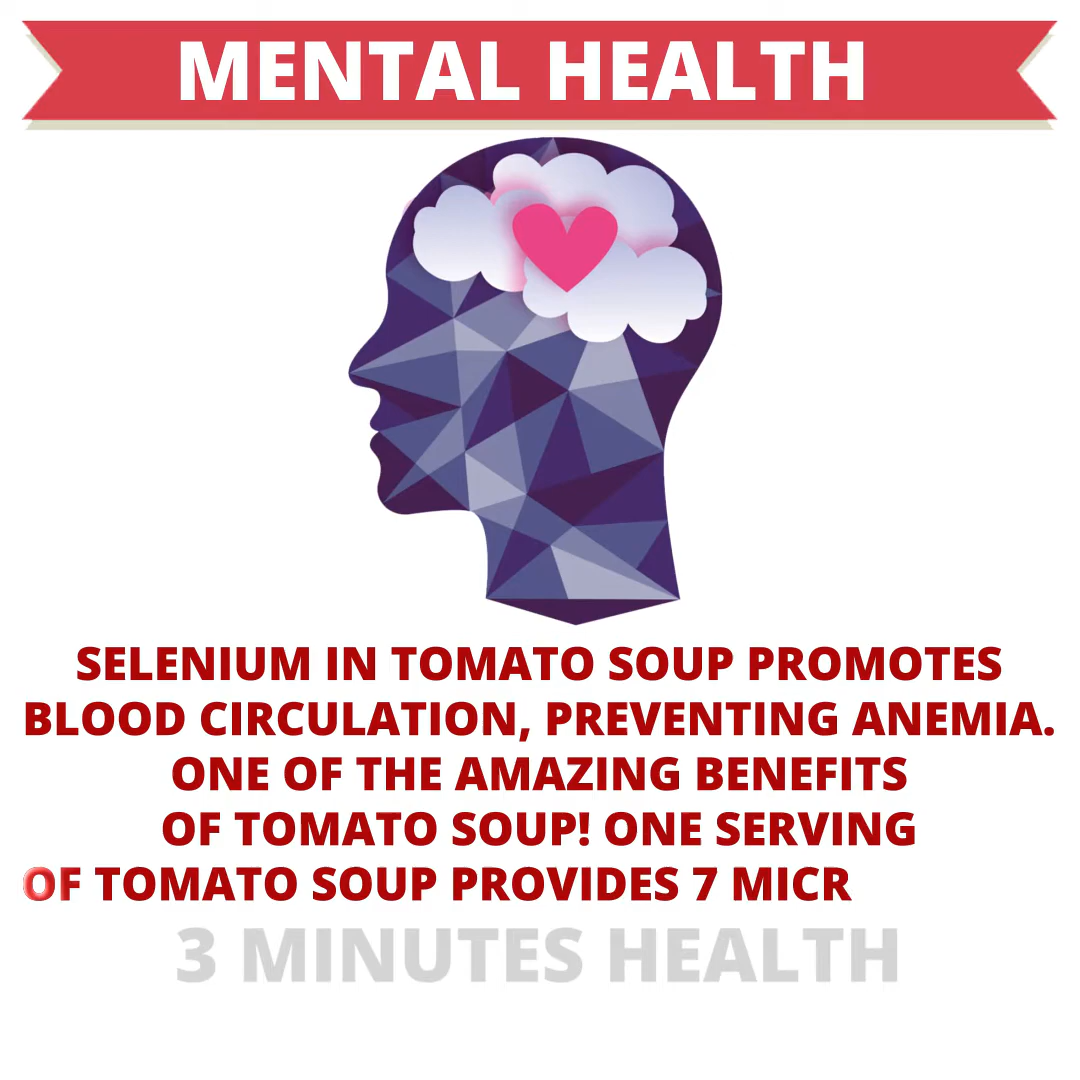 MENTAL HEALTH
SELENIUM IN TOMATO SOUP PROMOTES
BLOOD CIRCULATION, PREVENTING ANEMIA.
ONE OF THE AMAZING BENEFITS
OF TOMATO SOUP! ONE SERVING
OF TOMATO SOUP PROVIDES 7 MICR
3 MINUTES HEALTH